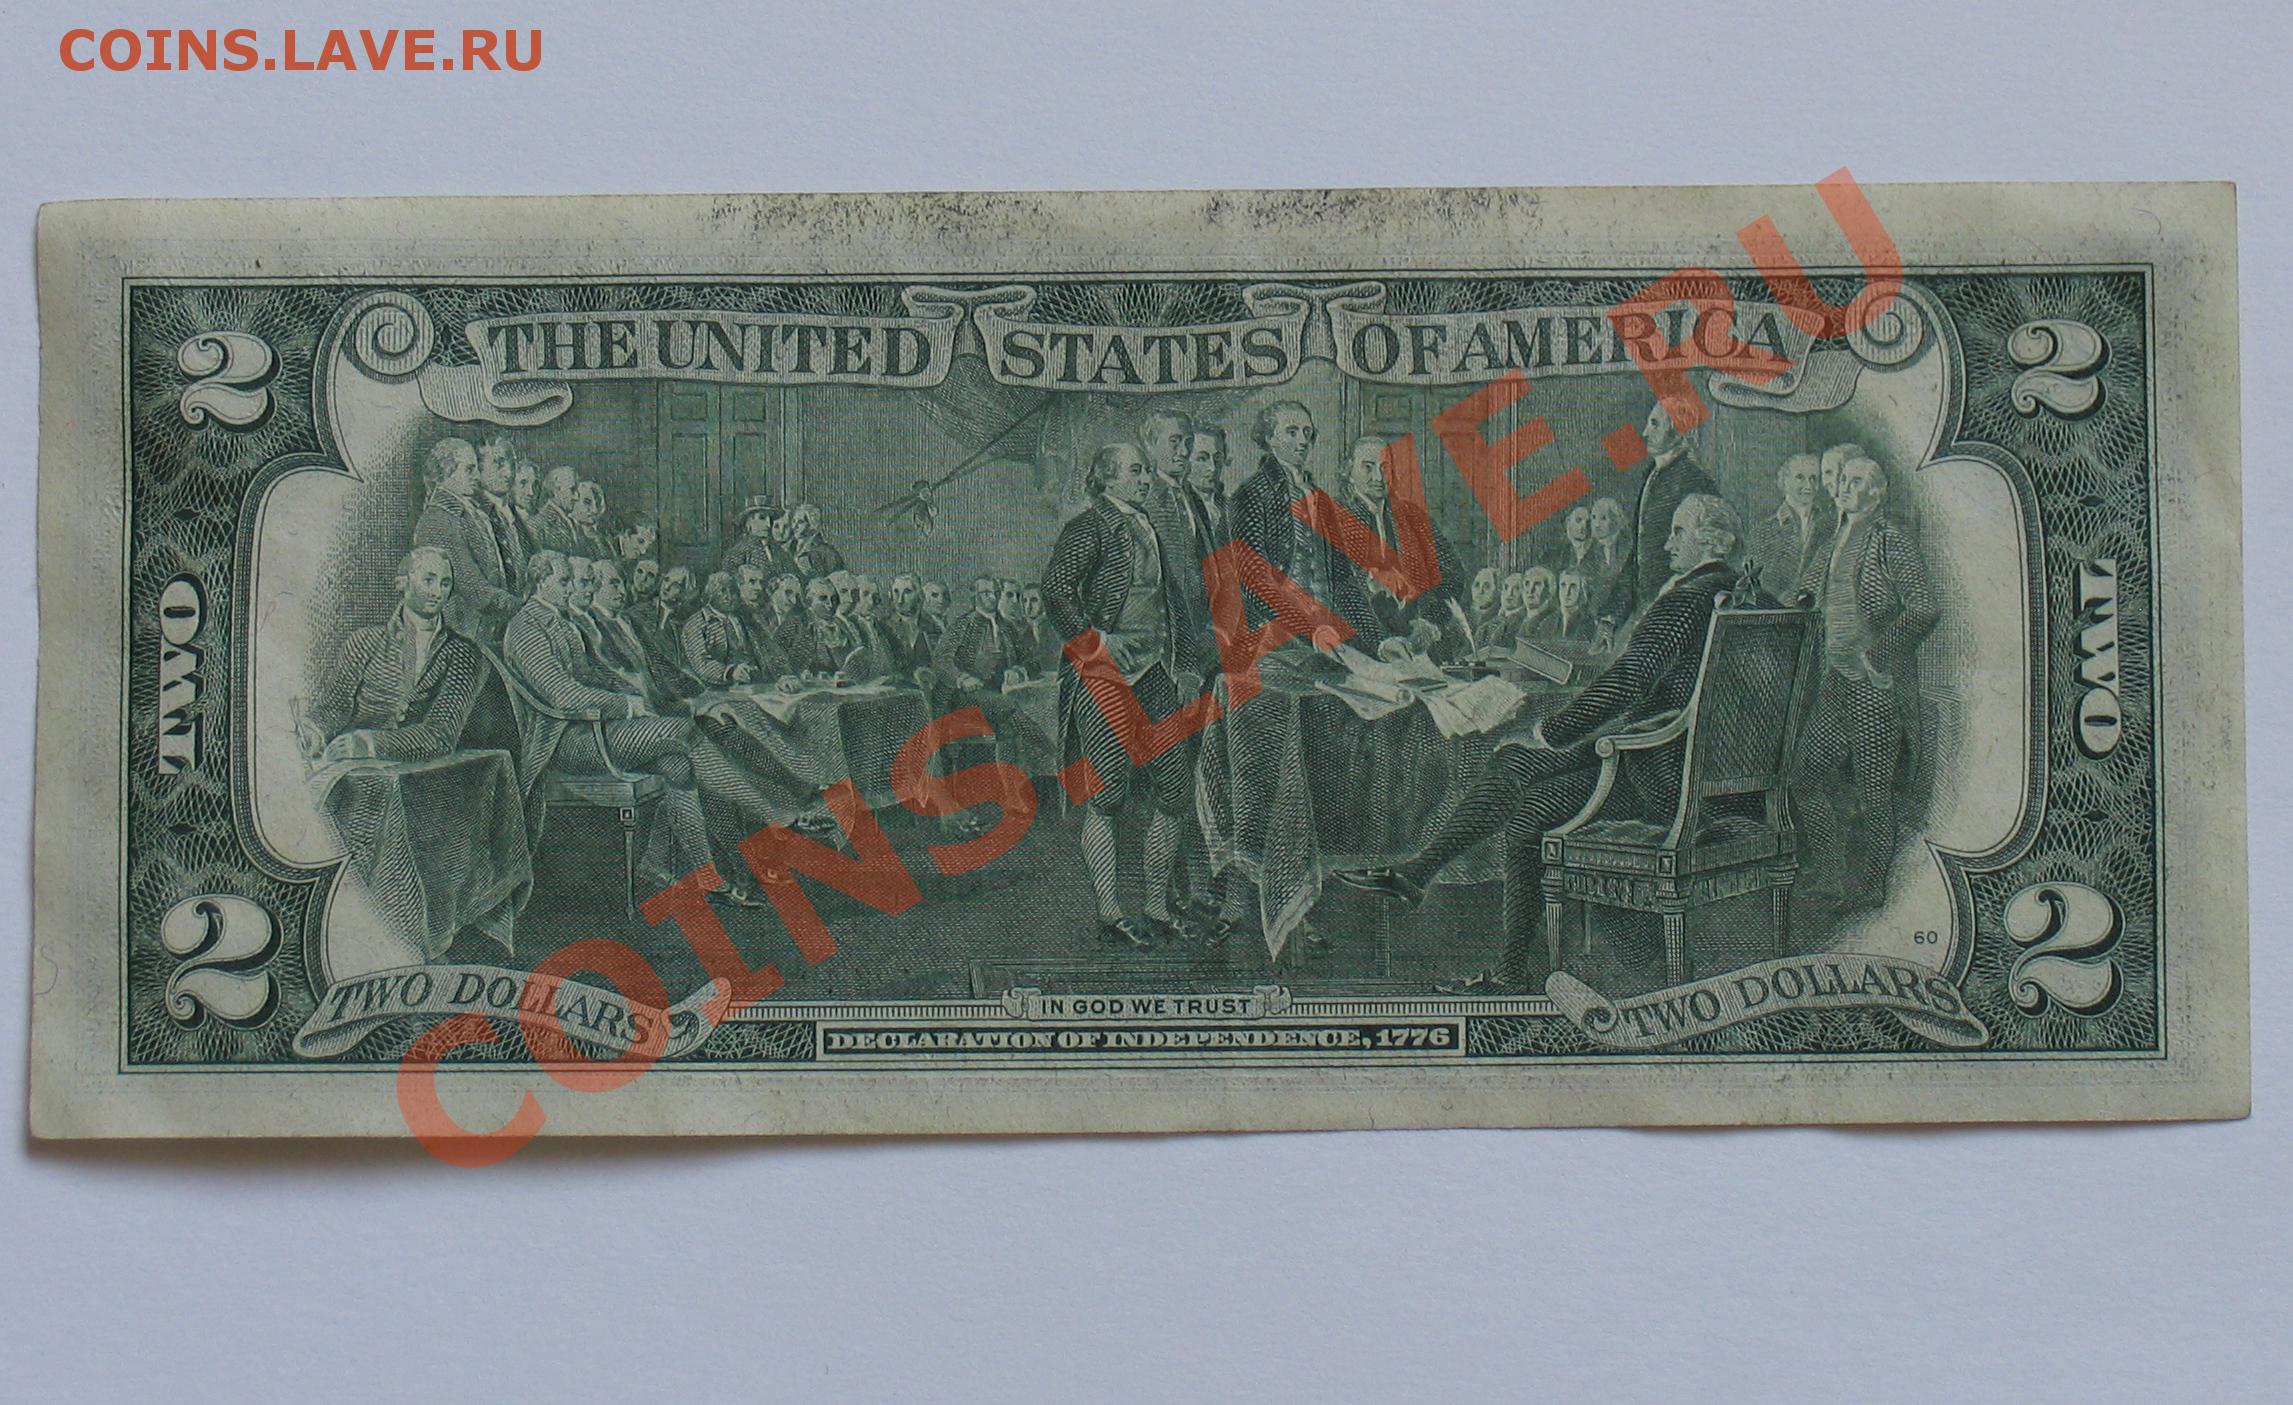 COINS.LAVE.RU
THE UNITED STATES OF AMERICA
2 2
TWO TWO
COINS.LAVE.RU
60
2 2
TWO DOLLARS TWO DOLLARS
IN GOD WE TRUST
DECLARATION OF INDEPENDENCE, 1776